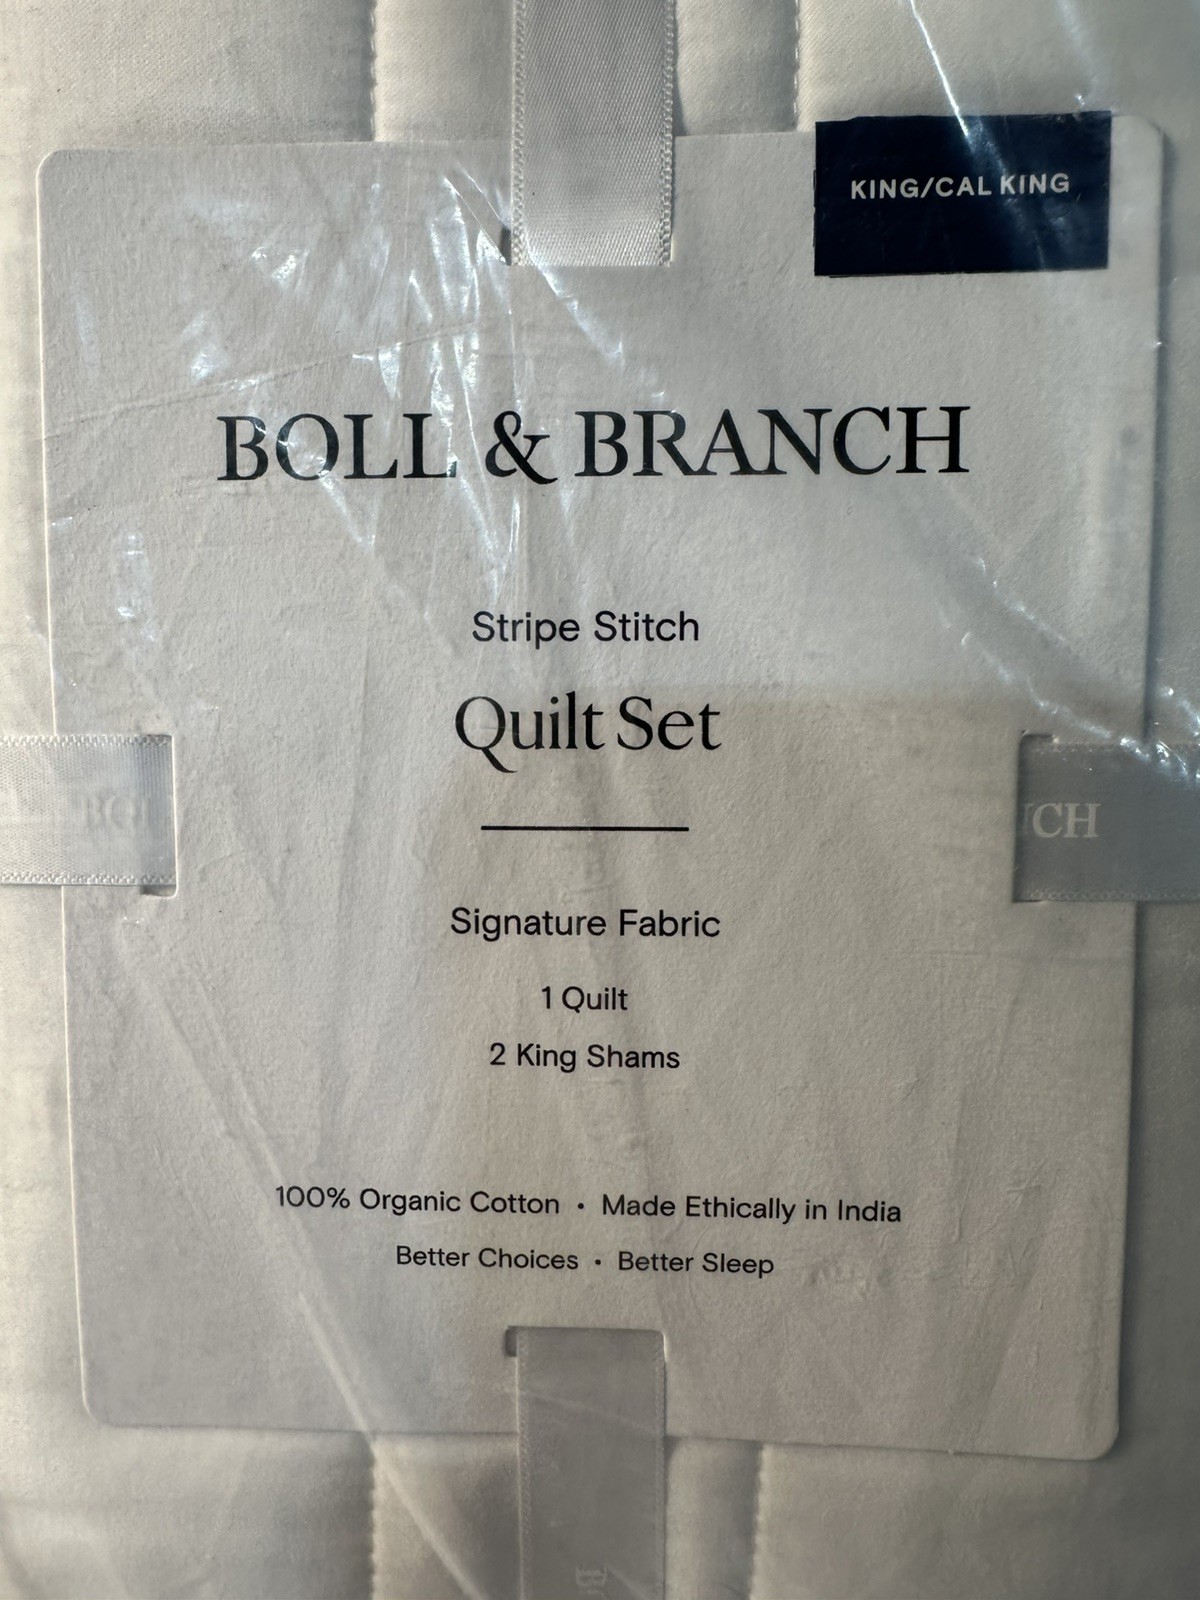 KING/CAL KING
BOLL & BRANCH
Stripe Stitch
Quilt Set
Signature Fabric
1 Quilt
2 King Shams
100% Organic Cotton • Made Ethically in India
Better Choices • Better Sleep